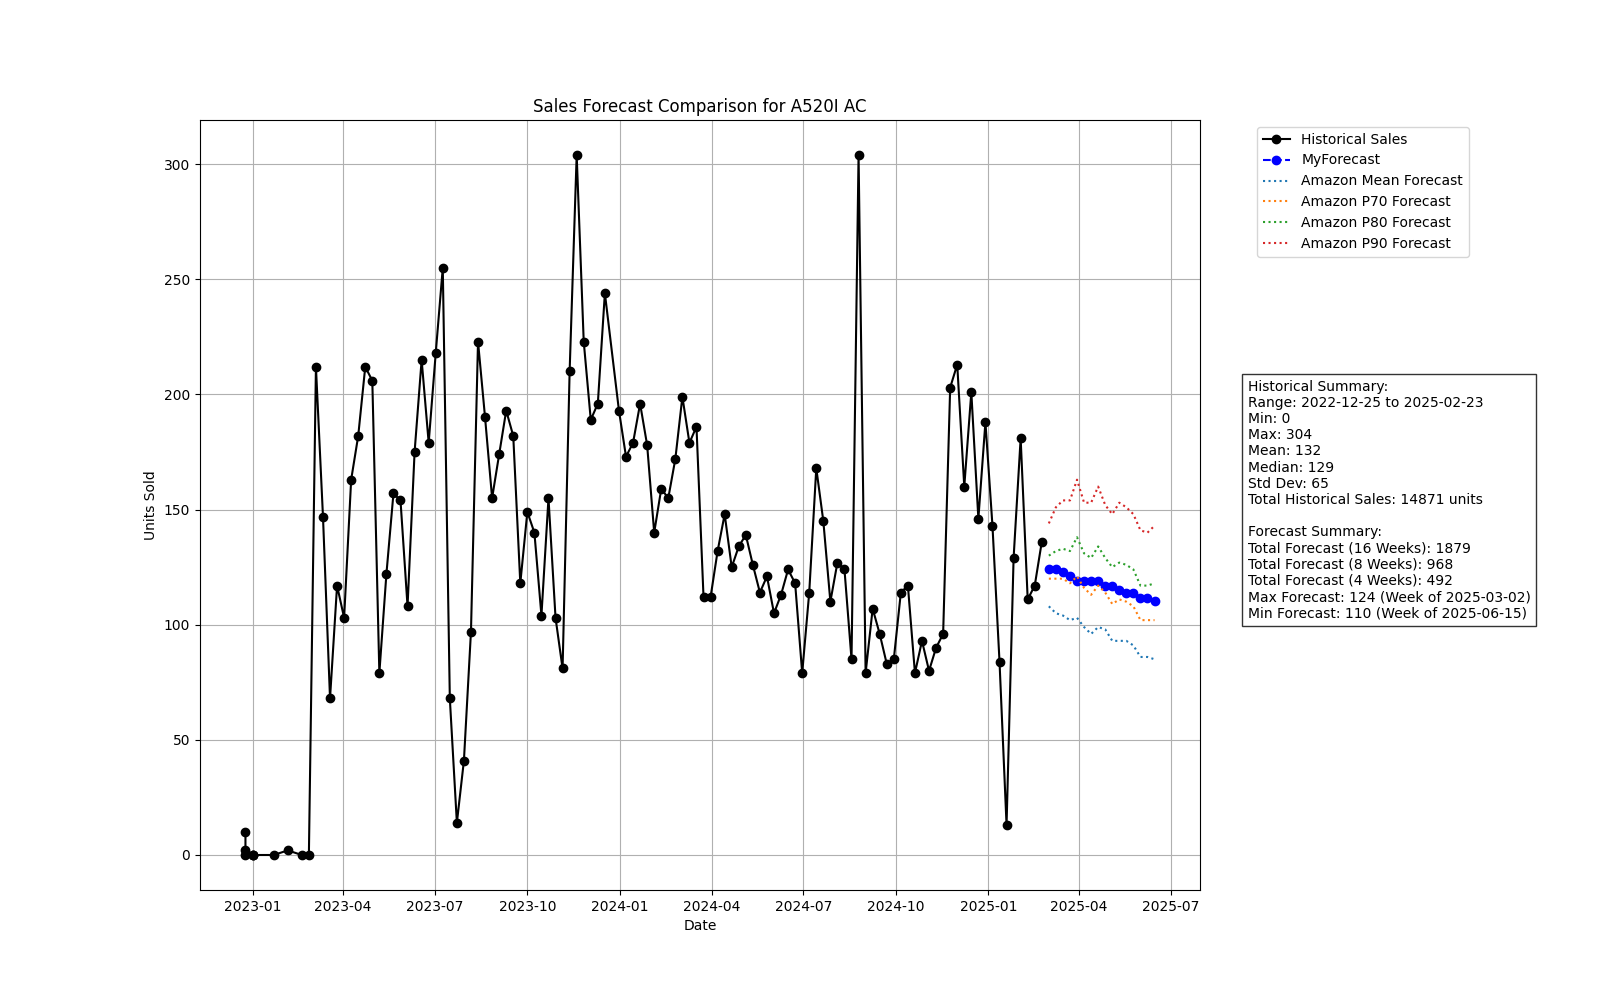 Sales Forecast Comparison for A520I AC
Units Sold
300
250
200
150
100
50
0
2023-01
2023-04
2023-07
2023-10
2024-01
2024-04
2024-07
2024-10
2025-01
2025-04
2025-07
Date
Historical Sales
MyForecast
Amazon Mean Forecast
Amazon P70 Forecast
Amazon P80 Forecast
Amazon P90 Forecast
Historical Summary:
Range: 2022-12-25 to 2025-02-23
Min: 0
Max: 304
Mean: 132
Median: 129
Std Dev: 65
Total Historical Sales: 14871 units
Forecast Summary:
Total Forecast (16 Weeks): 1879
Total Forecast (8 Weeks): 968
Total Forecast (4 Weeks): 492
Max Forecast: 124 (Week of 2025-03-02)
Min Forecast: 110 (Week of 2025-06-15)